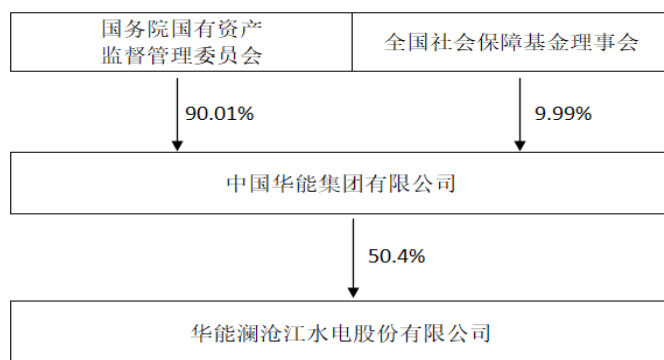 国务院国有资产
监督管理委员会
全国社会保障基金理事会
90.01%
9.99%
中国华能集团有限公司
50.4%
华能澜沧江水电股份有限公司